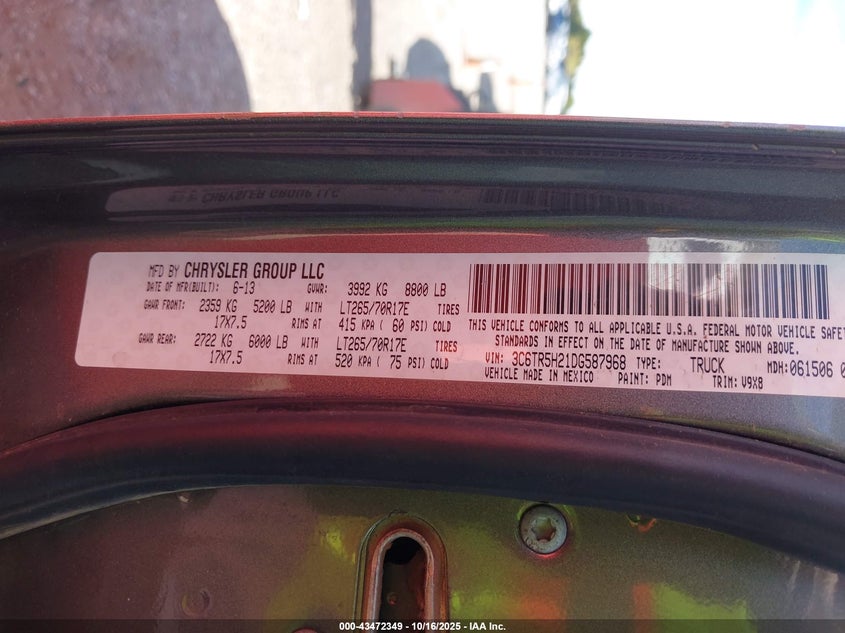 MFD BY CHRYSLER GROUP LLC
DATE OF MFR(BUILT): 6-13 GVWR: 3992 KG 8800 LB
GAWR FRONT: 2359 KG 5200 LB WITH LT265/70R17E TIRES
17X7.5 RIMS AT 415 KPA ( 60 PSI) COLD
GAWR REAR: 2722 KG 6000 LB WITH LT265/70R17E TIRES
17X7.5 RIMS AT 520 KPA ( 75 PSI) COLD
THIS VEHICLE CONFORMS TO ALL APPLICABLE U.S.A. FEDERAL MOTOR VEHICLE SAFET
STANDARDS IN EFFECT ON THE DATE OF MANUFACTURE SHOWN ABOVE.
VIN: 3C6TR5H21DG587968 TYPE: TRUCK MDH: 061506 0
VEHICLE MADE IN MEXICO PAINT: PDM TRIM: V9X8
000-43472349 - 10/16/2025 - IAA Inc.